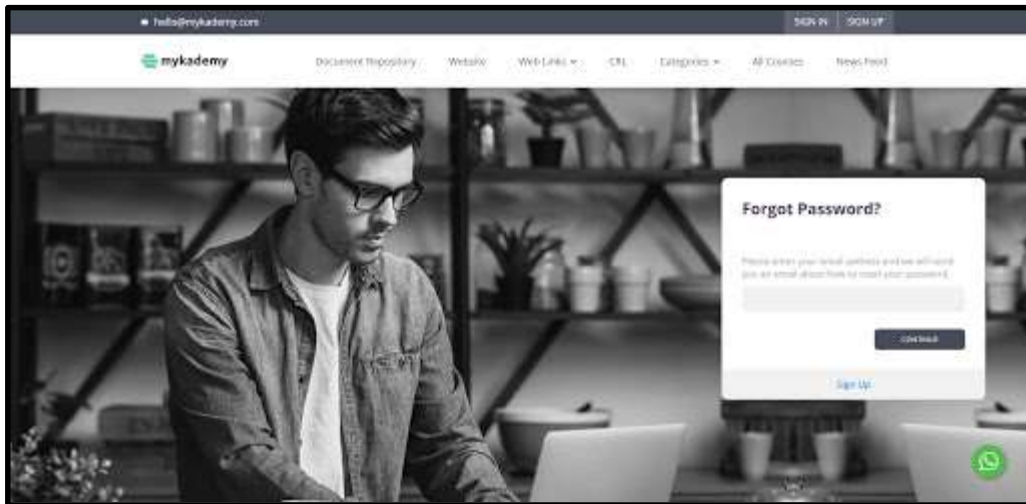 hello@mykademy.com
SIGN IN SIGN UP
mykademy Document Repository Website Web Links CRL Categories All Courses News Feed
Forgot Password?
Please enter your email address and we will send
you an email about how to reset your password.
CONTINUE
Sign Up